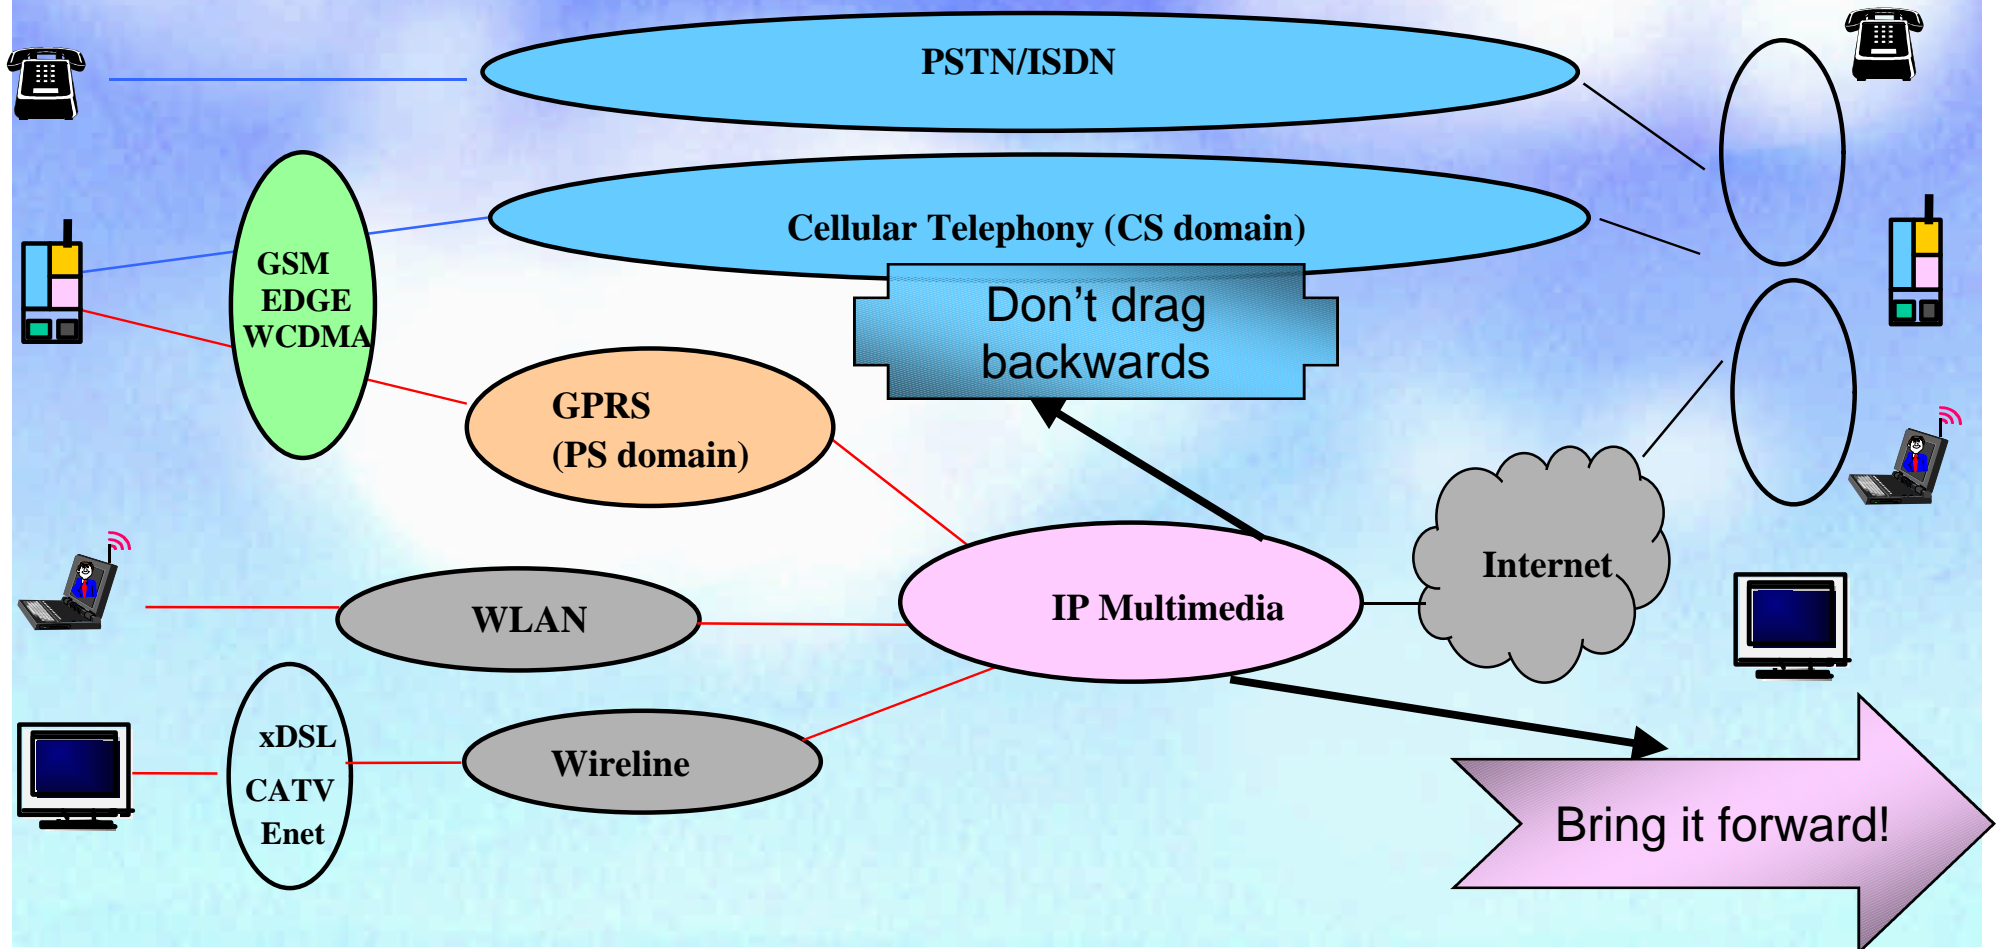 PSTN/ISDN
Cellular Telephony (CS domain)
GSM
EDGE
WCDMA
Don’t drag
backwards
GPRS
(PS domain)
Internet
IP Multimedia
WLAN
xDSL
CATV
Enet
Wireline
Bring it forward!